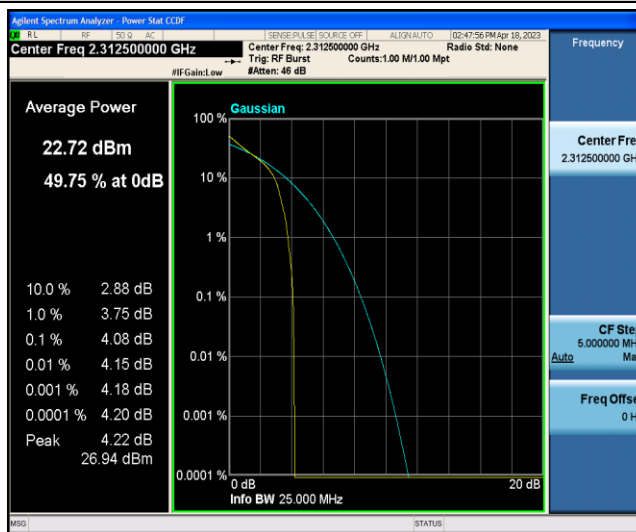 Agilent Spectrum Analyzer - Power Stat CCDF
RL RF 50 Ω AC SENSE:PULSE SOURCE OFF ALIGNAUTO 02:47:56 PM Apr 18, 2023
Center Freq 2.312500000 GHz
Center Freq: 2.312500000 GHz Radio Std: None
Trig: RF Burst Counts:1.00 M/1.00 Mpt
#IFGain:Low #Atten: 46 dB
Frequency
Average Power
22.72 dBm
49.75 % at 0dB
10.0 % 2.88 dB
1.0 % 3.75 dB
0.1 % 4.08 dB
0.01 % 4.15 dB
0.001 % 4.18 dB
0.0001 % 4.20 dB
Peak 4.22 dB
26.94 dBm
Gaussian
100 %
10 %
1 %
0.1 %
0.01 %
0.001 %
0.0001 %
0 dB 20 dB
Info BW 25.000 MHz
Center Fre
2.312500000 GH
CF Ste
5.000000 MH
Auto Ma
Freq Offse
0 H
MSG STATUS